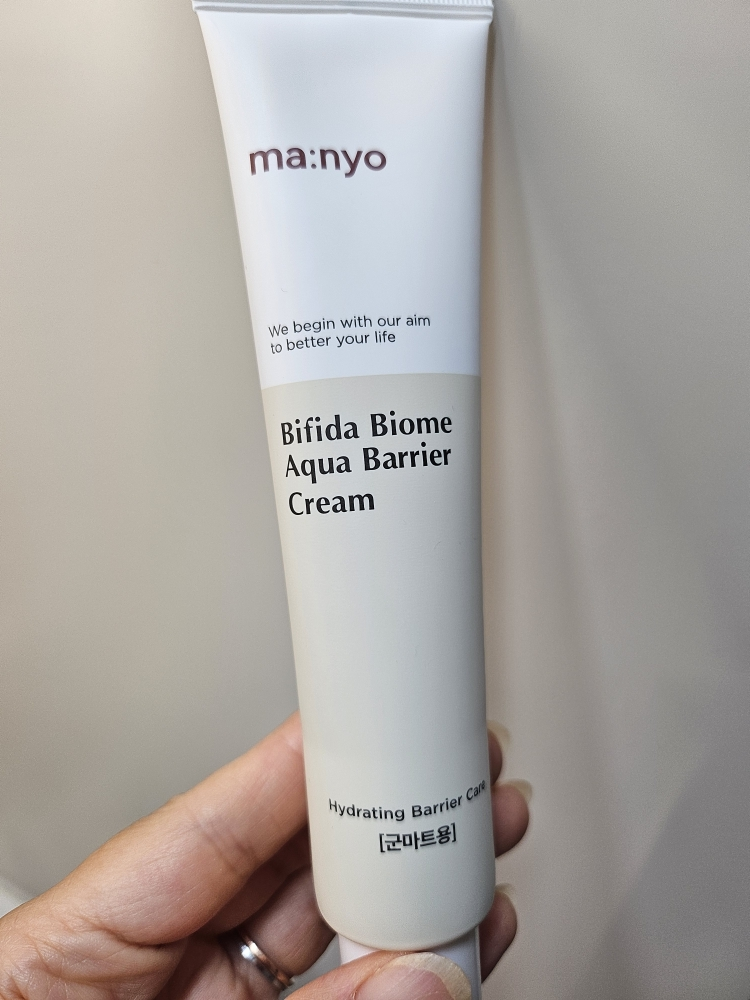 ma:nyo
We begin with our aim
to better your life
Bifida Biome
Aqua Barrier
Cream
Hydrating Barrier Care
[군마트용]